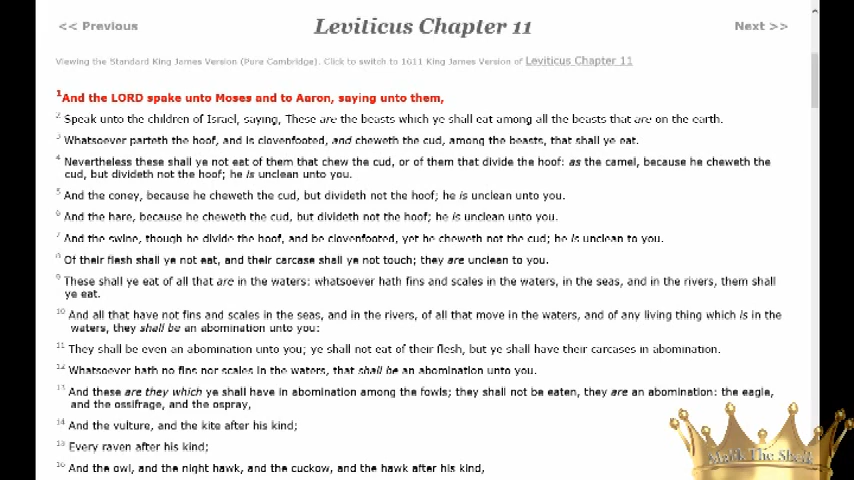 << Previous
Leviticus Chapter 11
Next >>
Viewing the Standard King James Version (Pure Cambridge). Click to switch to 1611 King James Version of Leviticus Chapter 11
1And the LORD spake unto Moses and to Aaron, saying unto them,
2 Speak unto the children of Israel, saying, These are the beasts which ye shall eat among all the beasts that are on the earth.
3 Whatsoever parteth the hoof, and is clovenfooted, and cheweth the cud, among the beasts, that shall ye eat.
4 Nevertheless these shall ye not eat of them that chew the cud, or of them that divide the hoof: as the camel, because he cheweth the
cud, but divideth not the hoof; he is unclean unto you.
5 And the coney, because he cheweth the cud, but divideth not the hoof; he is unclean unto you.
6 And the hare, because he cheweth the cud, but divideth not the hoof; he is unclean unto you.
7 And the swine, though he divide the hoof, and be clovenfooted, yet he cheweth not the cud; he is unclean to you.
8 Of their flesh shall ye not eat, and their carcase shall ye not touch; they are unclean to you.
9 These shall ye eat of all that are in the waters: whatsoever hath fins and scales in the waters, in the seas, and in the rivers, them shall
ye eat.
10 And all that have not fins and scales in the seas, and in the rivers, of all that move in the waters, and of any living thing which is in the
waters, they shall be an abomination unto you:
11 They shall be even an abomination unto you; ye shall not eat of their flesh, but ye shall have their carcases in abomination.
12 Whatsoever hath no fins nor scales in the waters, that shall be an abomination unto you.
13 And these are they which ye shall have in abomination among the fowls; they shall not be eaten, they are an abomination: the eagle,
and the ossifrage, and the ospray,
14 And the vulture, and the kite after his kind;
15 Every raven after his kind;
16 And the owl, and the night hawk, and the cuckow, and the hawk after his kind,
The